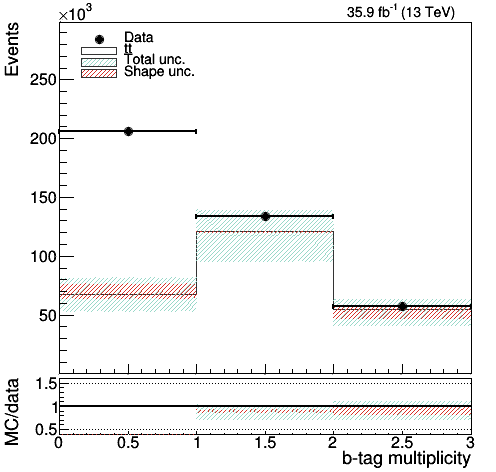 ×10³
35.9 fb⁻¹ (13 TeV)
Events
Data
tt̄
Total unc.
Shape unc.
250
200
150
100
50
MC/data
1.5
1
0.5
0 0.5 1 1.5 2 2.5 3
b-tag multiplicity